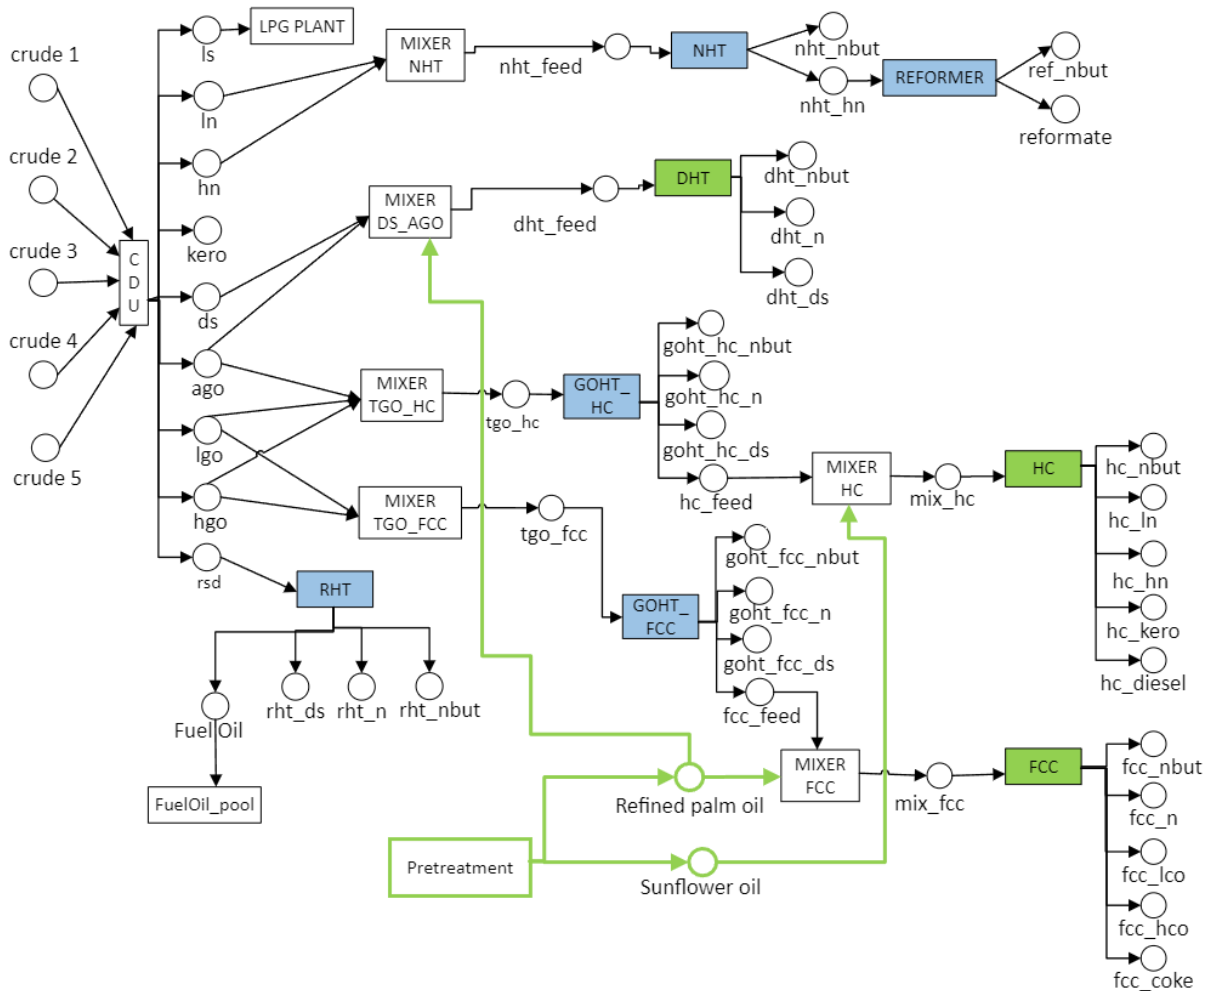 crude 1
crude 2
crude 3
crude 4
crude 5
C
D
U
ls
ln
hn
kero
ds
ago
lgo
hgo
rsd
LPG PLANT
MIXER
NHT
nht_feed
NHT
nht_nbut
nht_hn
REFORMER
ref_nbut
reformate
MIXER
DS_AGO
dht_feed
DHT
dht_nbut
dht_n
dht_ds
MIXER
TGO_HC
tgo_hc
GOHT_
HC
goht_hc_nbut
goht_hc_n
goht_hc_ds
hc_feed
MIXER
HC
mix_hc
HC
hc_nbut
hc_ln
hc_hn
hc_kero
hc_diesel
MIXER
TGO_FCC
tgo_fcc
GOHT_
FCC
goht_fcc_nbut
goht_fcc_n
goht_fcc_ds
fcc_feed
RHT
Fuel Oil
rht_ds
rht_n
rht_nbut
FuelOil_pool
MIXER
FCC
mix_fcc
FCC
fcc_nbut
fcc_n
fcc_lco
fcc_hco
fcc_coke
Refined palm oil
Pretreatment
Sunflower oil